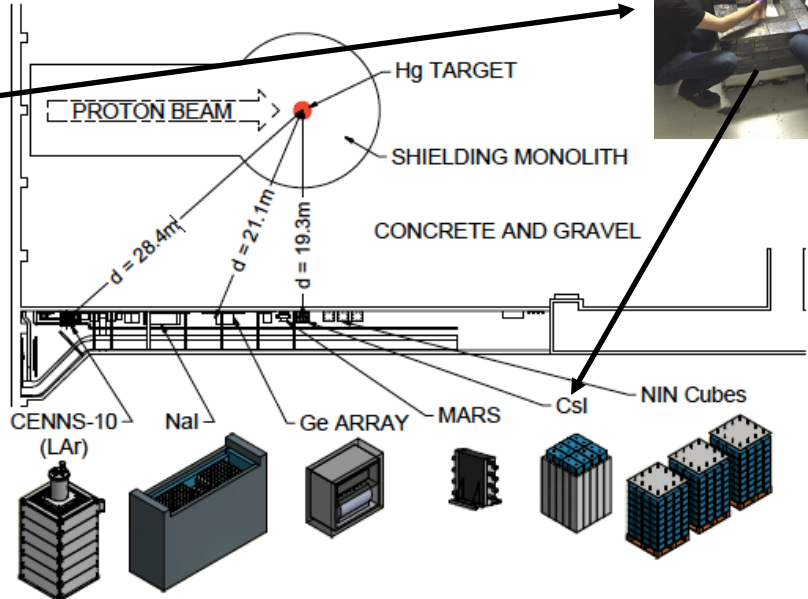 Hg TARGET
PROTON BEAM
SHIELDING MONOLITH
d = 28.4m
d = 21.1m
d = 19.3m
CONCRETE AND GRAVEL
CENNS-10
(LAr)
NaI
Ge ARRAY
MARS
CsI
NIN Cubes